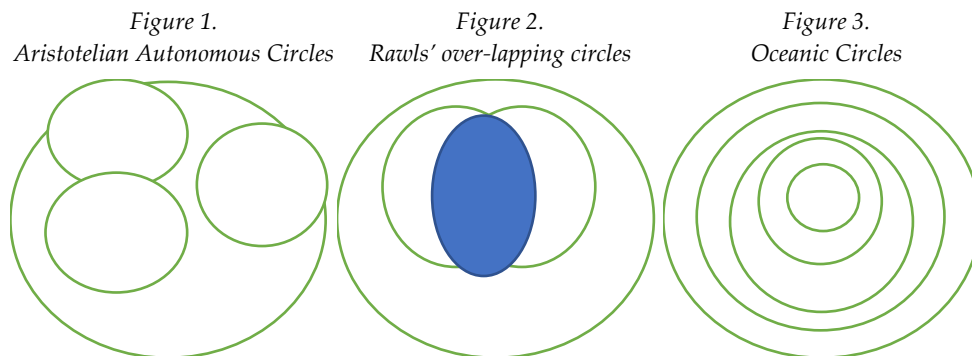 Figure 1.
Aristotelian Autonomous Circles
Figure 2.
Rawls' over-lapping circles
Figure 3.
Oceanic Circles